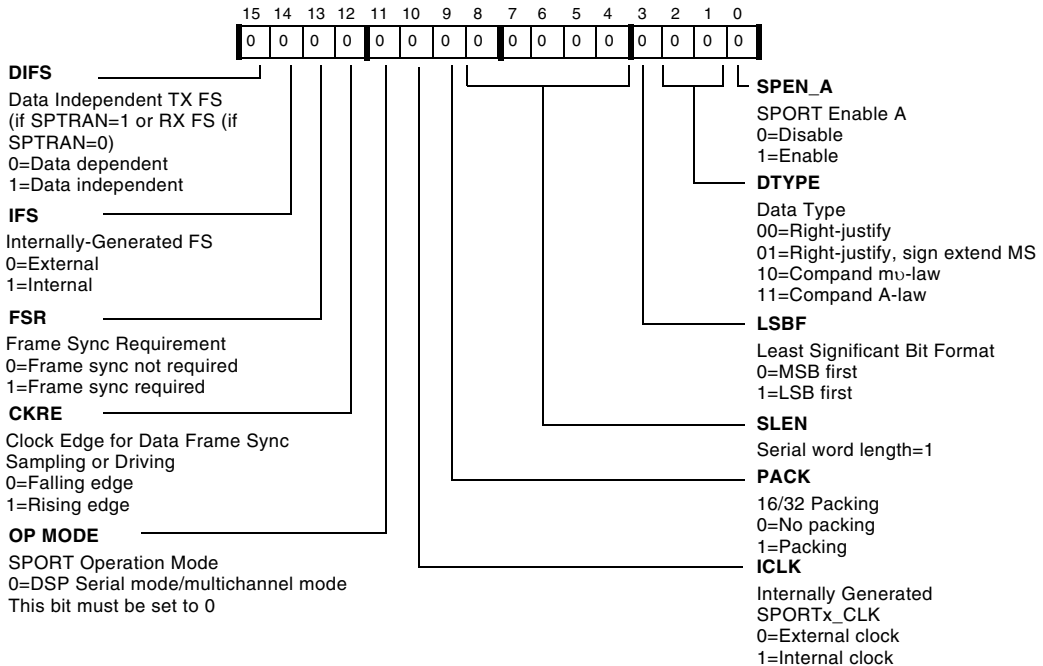 15 14 13 12 11 10 9 8 7 6 5 4 3 2 1 0
0 0 0 0 0 0 0 0 0 0 0 0 0 0 0 0
DIFS
Data Independent TX FS
(if SPTRAN=1 or RX FS (if
SPTRAN=0)
0=Data dependent
1=Data independent
IFS
Internally-Generated FS
0=External
1=Internal
FSR
Frame Sync Requirement
0=Frame sync not required
1=Frame sync required
CKRE
Clock Edge for Data Frame Sync
Sampling or Driving
0=Falling edge
1=Rising edge
OP MODE
SPORT Operation Mode
0=DSP Serial mode/multichannel mode
This bit must be set to 0
SPEN_A
SPORT Enable A
0=Disable
1=Enable
DTYPE
Data Type
00=Right-justify
01=Right-justify, sign extend MS
10=Compand mυ-law
11=Compand A-law
LSBF
Least Significant Bit Format
0=MSB first
1=LSB first
SLEN
Serial word length=1
PACK
16/32 Packing
0=No packing
1=Packing
ICLK
Internally Generated
SPORTx_CLK
0=External clock
1=Internal clock